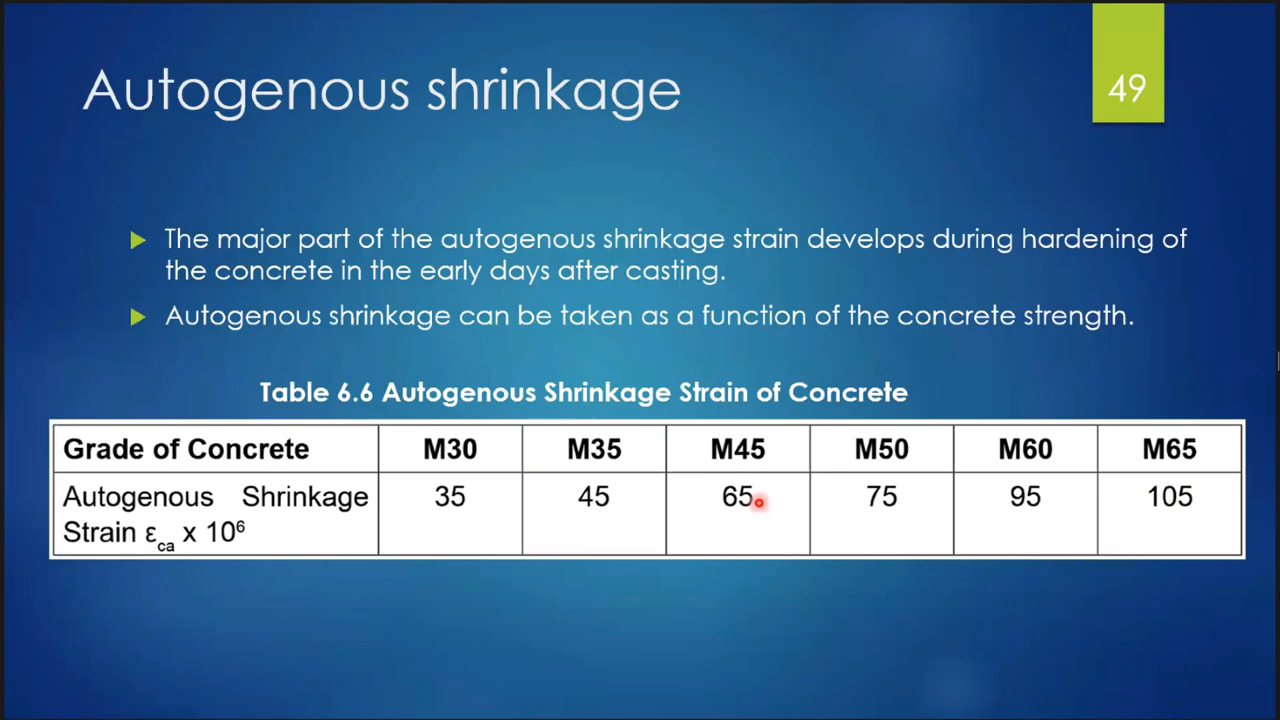 Autogenous shrinkage
49
The major part of the autogenous shrinkage strain develops during hardening of
the concrete in the early days after casting.
Autogenous shrinkage can be taken as a function of the concrete strength.
Table 6.6 Autogenous Shrinkage Strain of Concrete
Grade of Concrete M30 M35 M45 M50 M60 M65
Autogenous Shrinkage 35 45 65 75 95 105
Strain εca x 10⁶